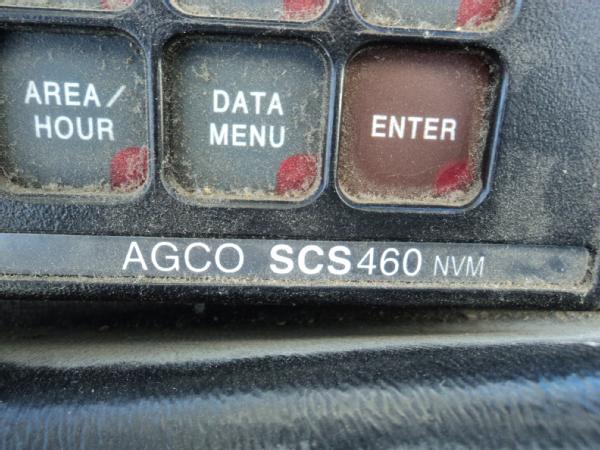 AREA/
HOUR
DATA
MENU
ENTER
AGCO SCS460 NVM